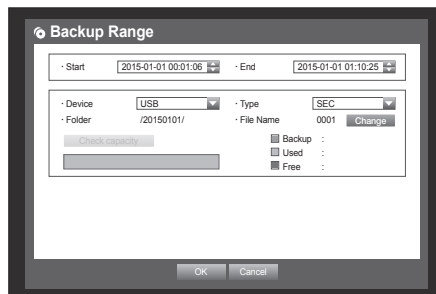 Backup Range
· Start 2015-01-01 00:01:06 · End 2015-01-01 01:10:25
· Device USB · Type SEC
· Folder /20150101/ · File Name 0001 Change
Check capacity Backup :
Used :
Free :
OK Cancel